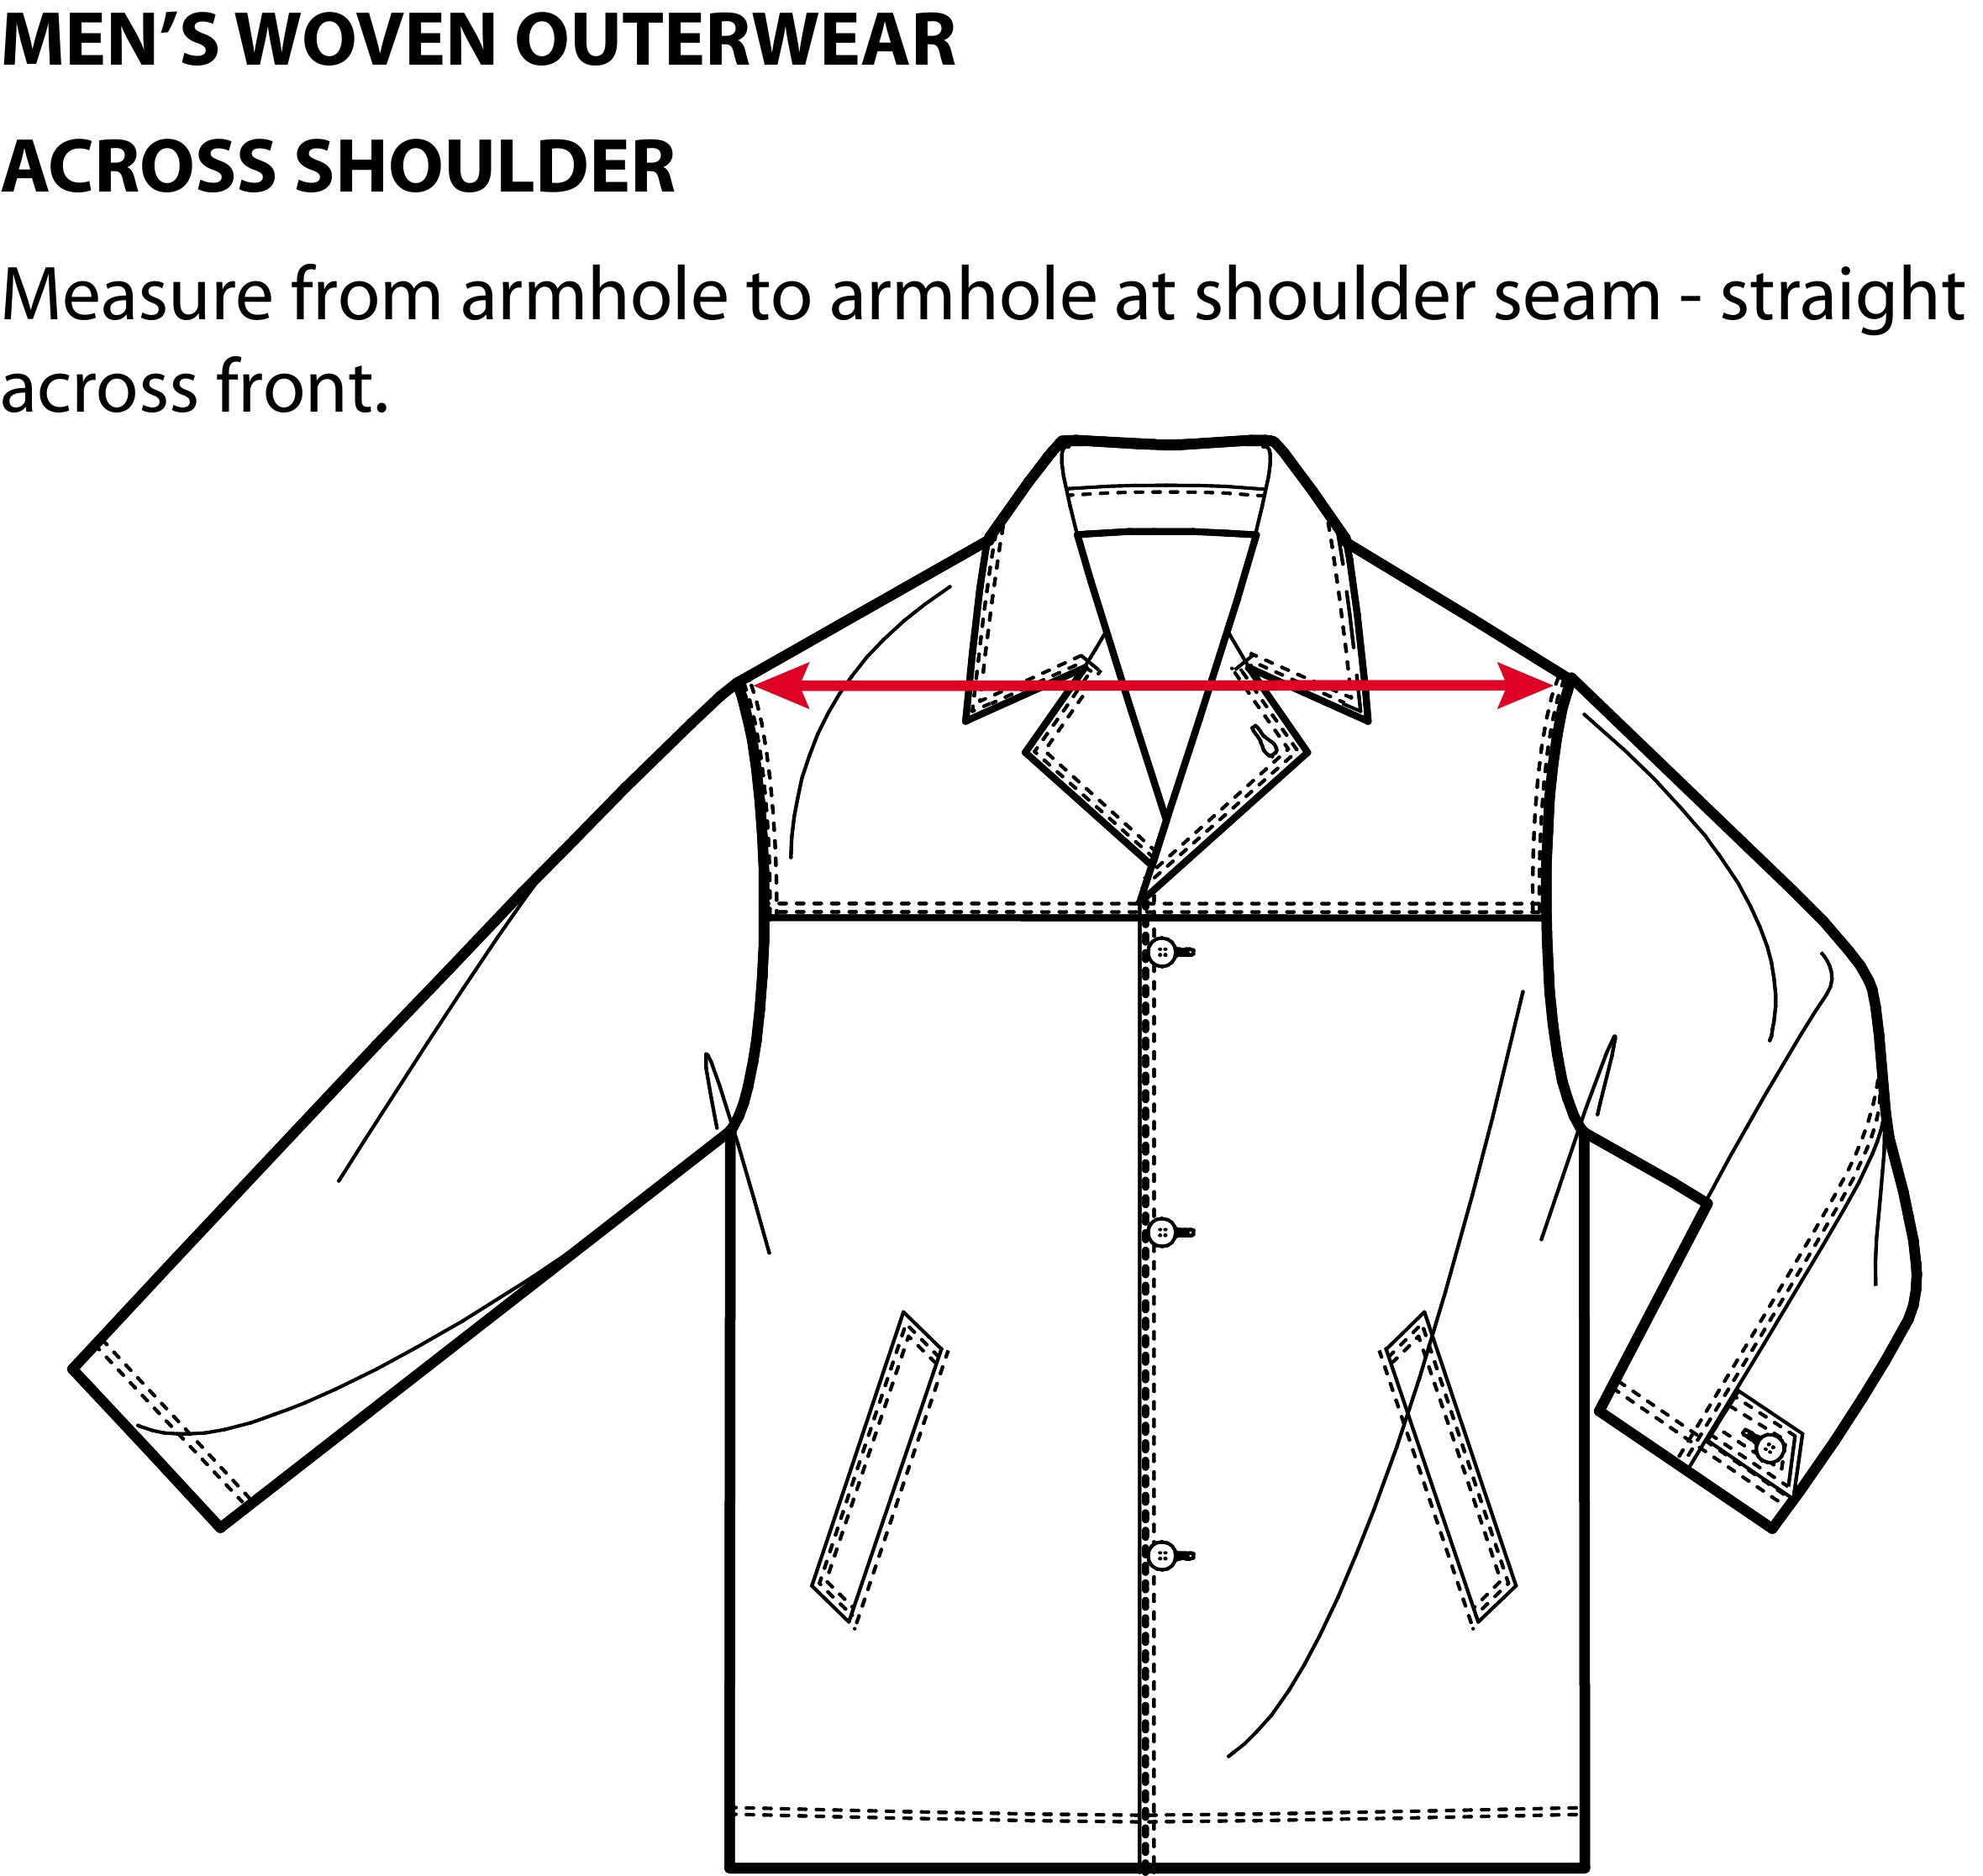 MEN'S WOVEN OUTERWEAR
ACROSS SHOULDER
Measure from armhole to armhole at shoulder seam - straight
across front.